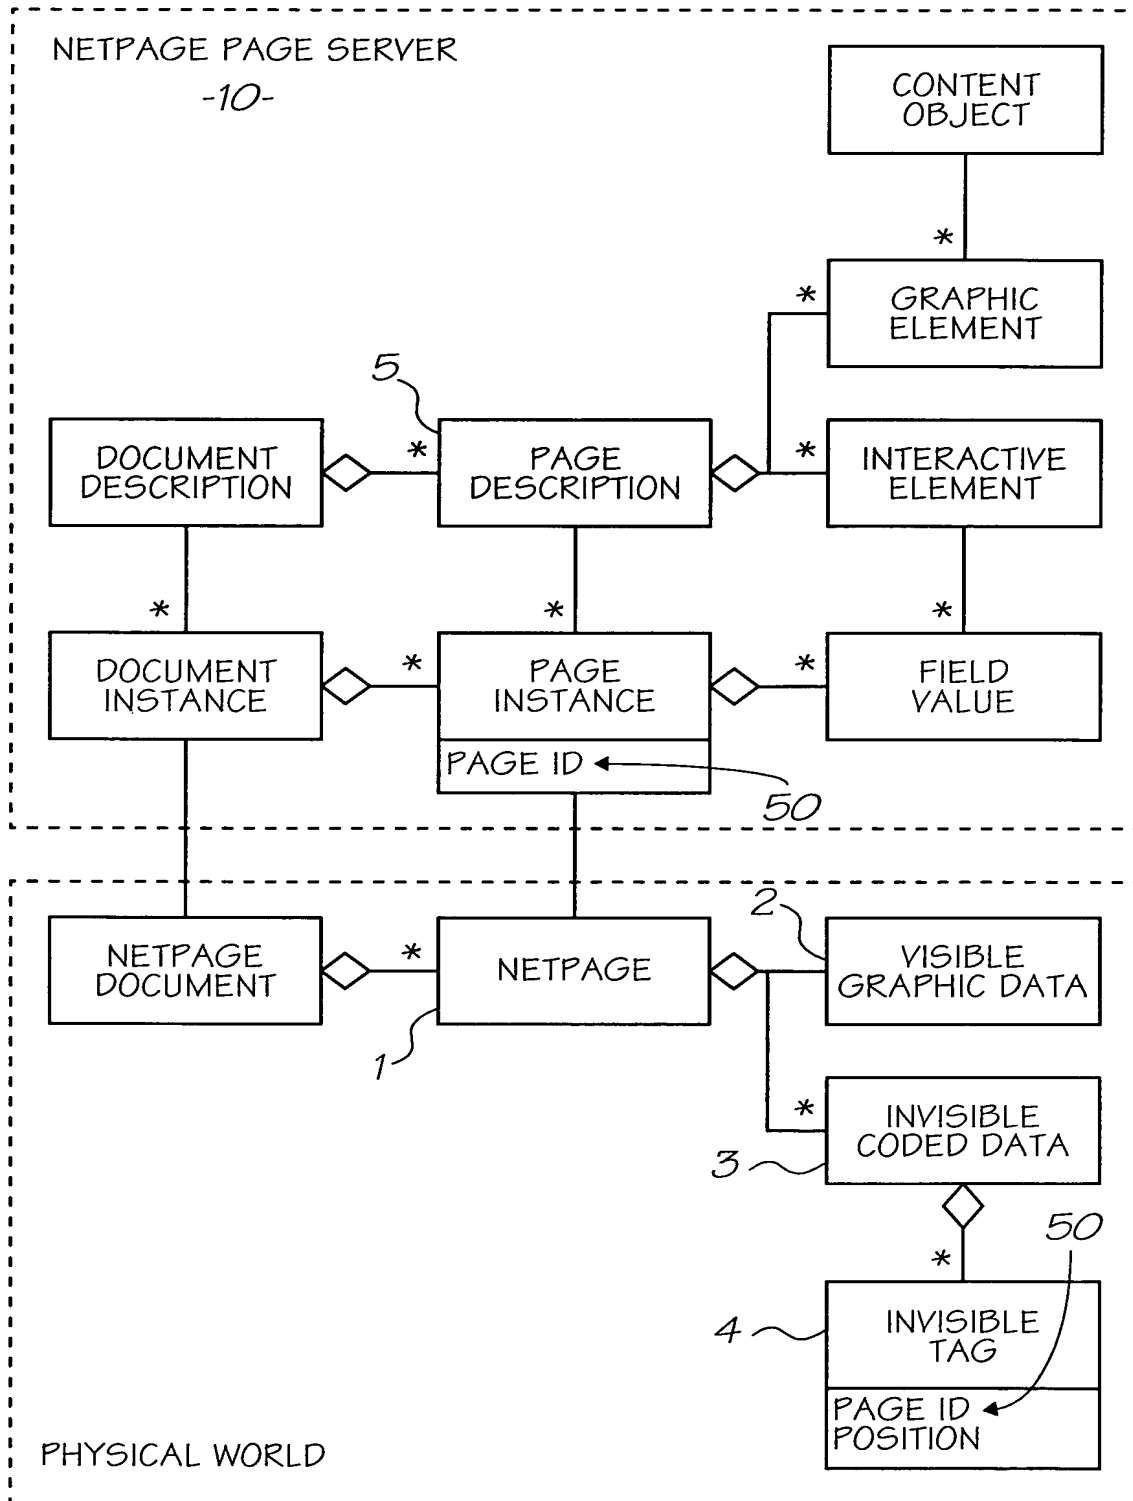 NETPAGE PAGE SERVER
-10-
CONTENT
OBJECT
*
GRAPHIC
ELEMENT
*
5
DOCUMENT
DESCRIPTION
*
PAGE
DESCRIPTION
*
INTERACTIVE
ELEMENT
*
*
*
DOCUMENT
INSTANCE
*
PAGE
INSTANCE
*
FIELD
VALUE
PAGE ID
50
2
NETPAGE
DOCUMENT
*
NETPAGE
VISIBLE
GRAPHIC DATA
1
*
INVISIBLE
CODED DATA
3
50
*
4
INVISIBLE
TAG
PAGE ID
POSITION
PHYSICAL WORLD